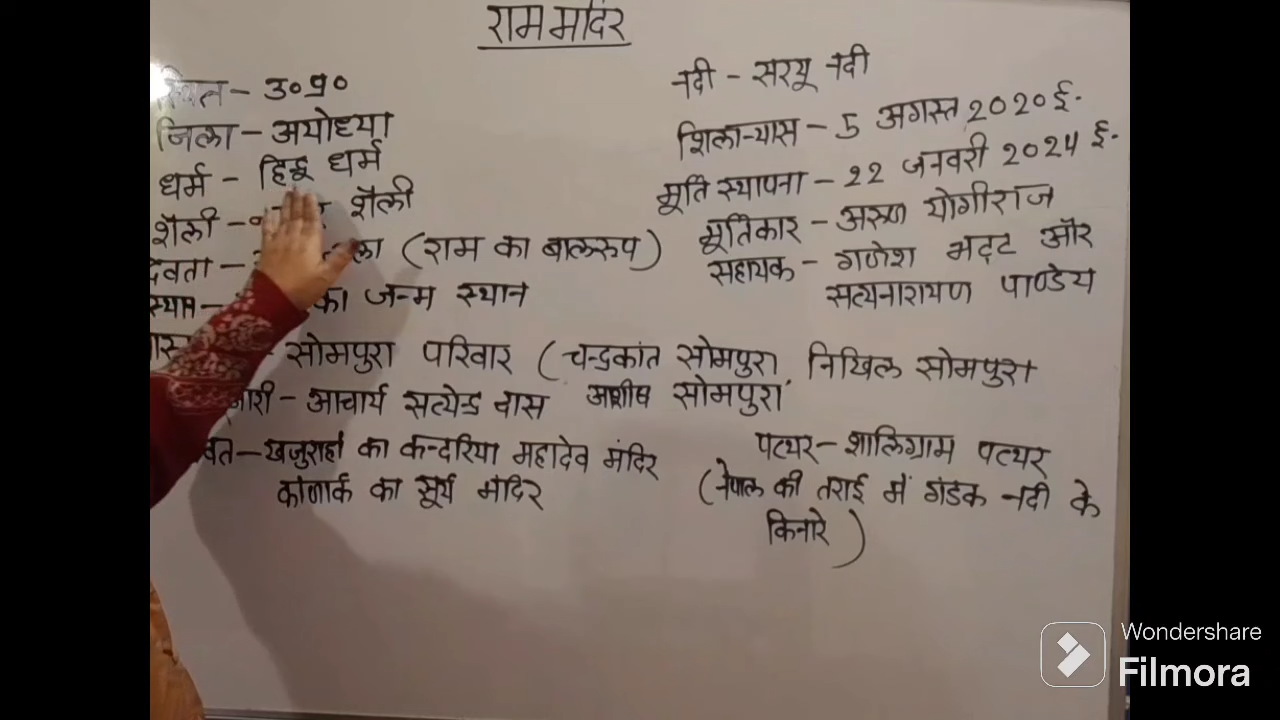 राम मंदिर
– उ०प्र०
जिला – अयोध्या
धर्म – हिन्दू धर्म
शैली – शैली
देवता – (राम का बालरूप)
का जन्म स्थान
– सोमपुरा परिवार (चन्द्रकांत सोमपुरा, निखिल सोमपुरा
आशीष सोमपुरा,
– आचार्य सत्येन्द्र दास
– खजुराहो का कन्दरिया महादेव मंदिर
कोणार्क का सूर्य मंदिर
नदी – सरयू नदी
शिलान्यास – 5 अगस्त 2020 ई.
मूर्ति स्थापना – 22 जनवरी 2024 ई.
मूर्तिकार – अरुण योगीराज
सहायक – गणेश भट्ट और
सत्यनारायण पाण्डेय
पत्थर – शालिग्राम पत्थर
(नेपाल की तराई में गंडक नदी के
किनारे)
Wondershare
Filmora